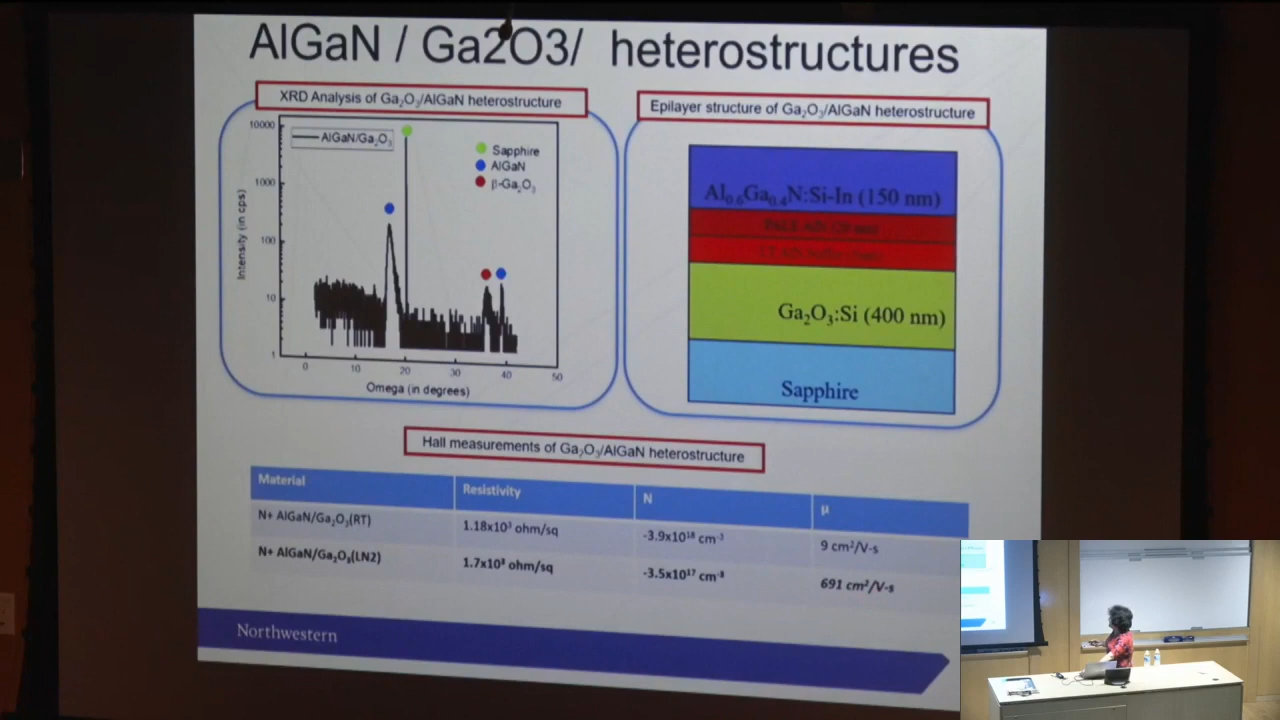 AlGaN / Ga2O3/ heterostructures
XRD Analysis of Ga₂O₃/AlGaN heterostructure
AlGaN/Ga₂O₃
Sapphire
AlGaN
β-Ga₂O₃
Intensity (in cps)
10000
1000
100
10
1
0 10 20 30 40 50
Omega (in degrees)
Epilayer structure of Ga₂O₃/AlGaN heterostructure
Al₀.₆Ga₀.₄N:Si-In (150 nm)
Ga₂O₃:Si (400 nm)
Sapphire
Hall measurements of Ga₂O₃/AlGaN heterostructure
Material Resistivity N μ
N+ AlGaN/Ga₂O₃(RT) 1.18x10³ ohm/sq -3.9x10¹⁸ cm⁻³ 9 cm²/V-s
N+ AlGaN/Ga₂O₃(LN2) ohm/sq -3.5x10¹⁷ 691 cm²/V-s
Northwestern